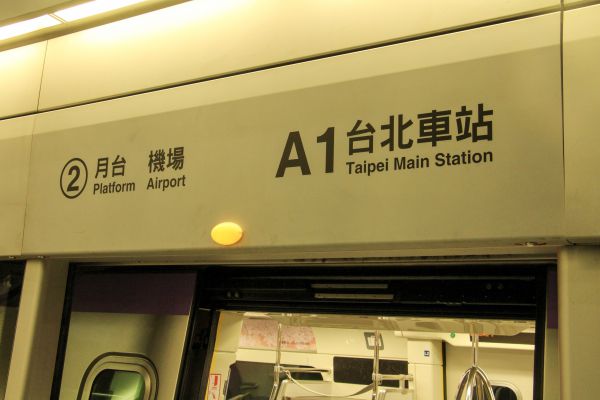 ② 月台 機場
Platform Airport
A1 台北車站
Taipei Main Station